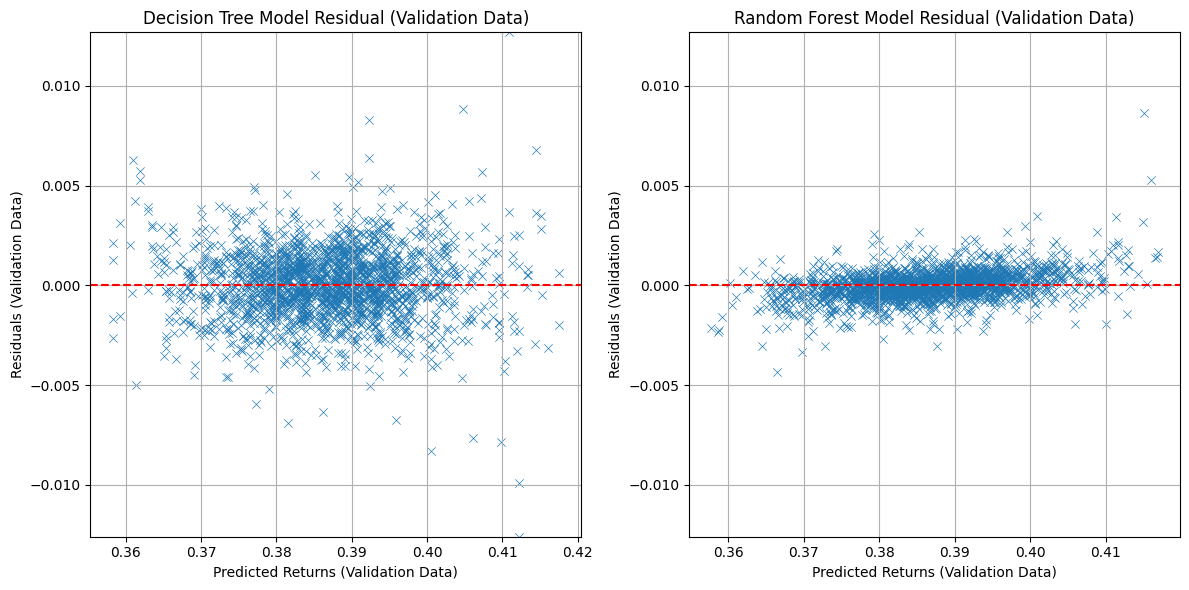 Decision Tree Model Residual (Validation Data)
Random Forest Model Residual (Validation Data)
Residuals (Validation Data)
0.010
0.005
0.000
−0.005
−0.010
0.36 0.37 0.38 0.39 0.40 0.41 0.42
Predicted Returns (Validation Data)
Residuals (Validation Data)
0.010
0.005
0.000
−0.005
−0.010
0.36 0.37 0.38 0.39 0.40 0.41
Predicted Returns (Validation Data)